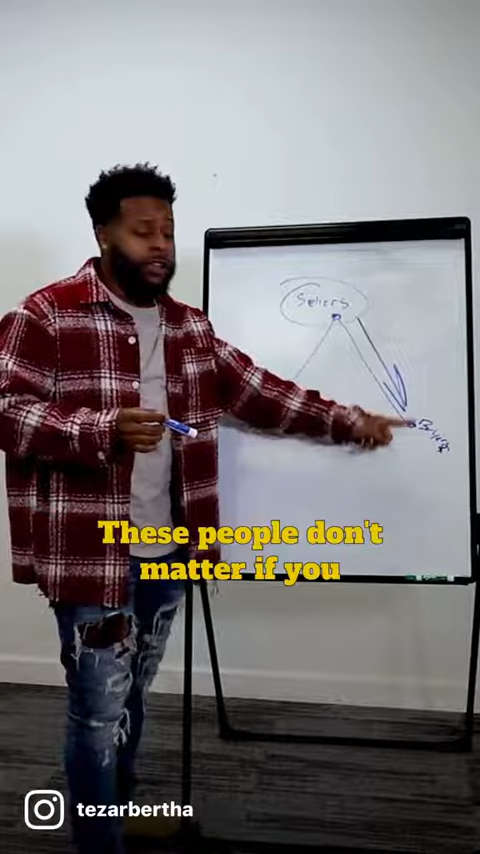 Sellers
Buyers
$
These people don't
matter if you
tezarbertha